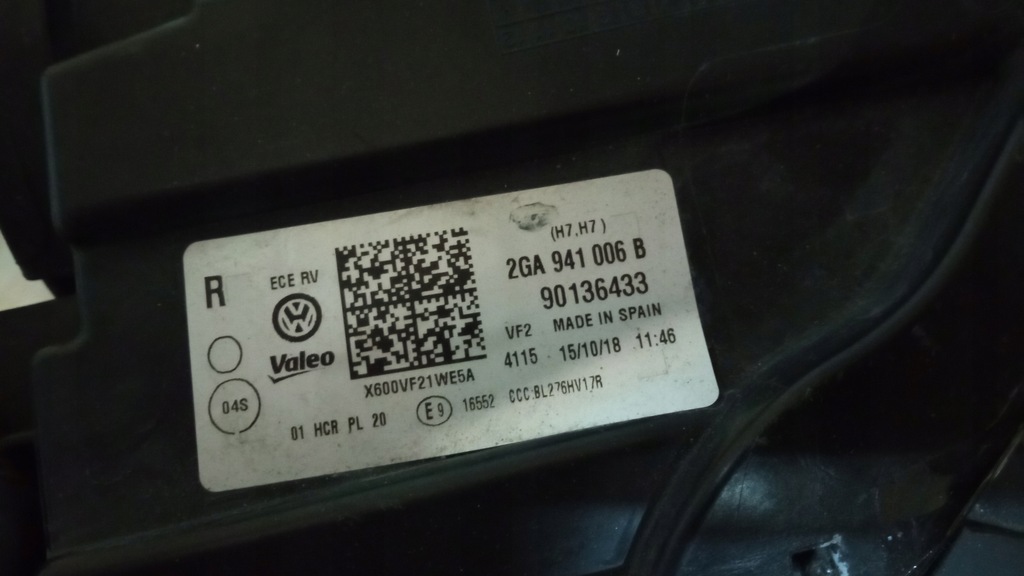 R
ECE RV
(H7.H7)
2GA 941 006 B
90136433
VF2 MADE IN SPAIN
4115 15/10/18 11:46
Valeo
X600VF21WE5A
04S
01 HCR PL 20 E9 16552 CCC:BL276HV17R